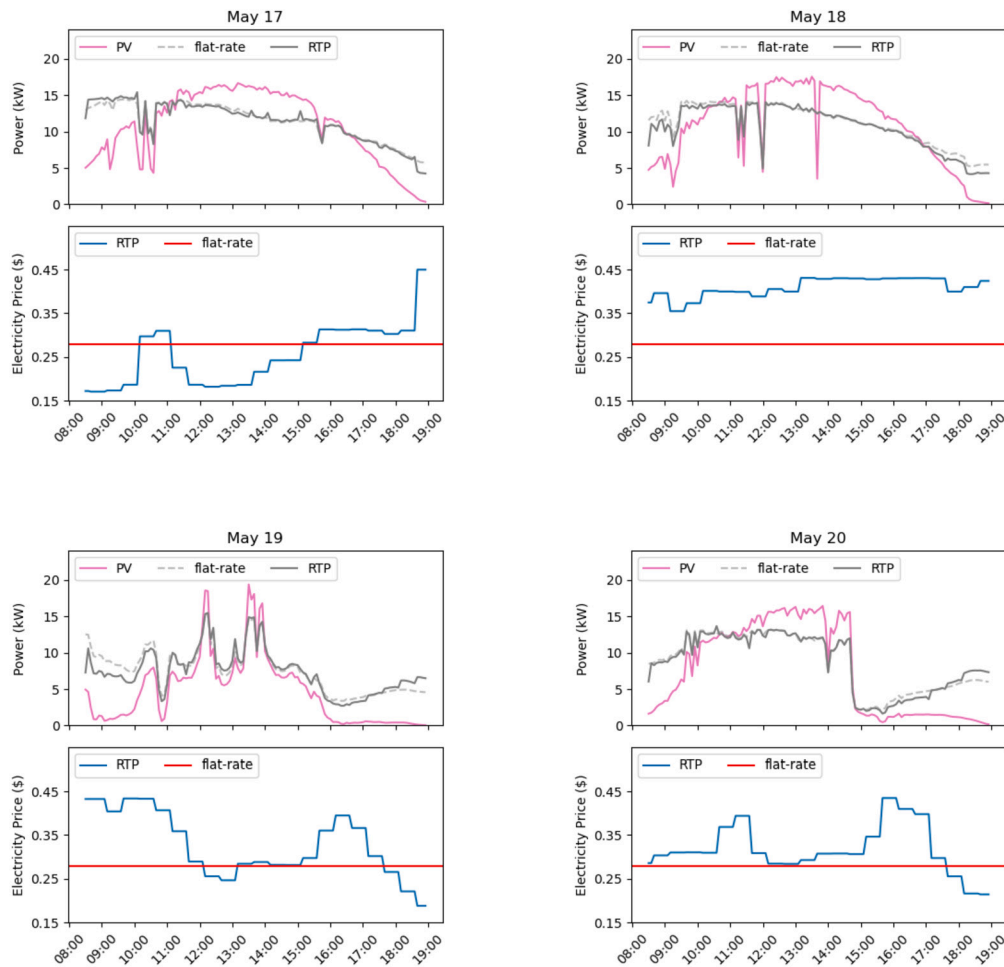 May 17
PV flat-rate RTP
Power (kW)
20
15
10
5
0
RTP flat-rate
Electricity Price ($)
0.45
0.35
0.25
0.15
08:00 09:00 10:00 11:00 12:00 13:00 14:00 15:00 16:00 17:00 18:00 19:00
May 18
PV flat-rate RTP
Power (kW)
20
15
10
5
0
RTP flat-rate
Electricity Price ($)
0.45
0.35
0.25
0.15
08:00 09:00 10:00 11:00 12:00 13:00 14:00 15:00 16:00 17:00 18:00 19:00
May 19
PV flat-rate RTP
Power (kW)
20
15
10
5
0
RTP flat-rate
Electricity Price ($)
0.45
0.35
0.25
0.15
08:00 09:00 10:00 11:00 12:00 13:00 14:00 15:00 16:00 17:00 18:00 19:00
May 20
PV flat-rate RTP
Power (kW)
20
15
10
5
0
RTP flat-rate
Electricity Price ($)
0.45
0.35
0.25
0.15
08:00 09:00 10:00 11:00 12:00 13:00 14:00 15:00 16:00 17:00 18:00 19:00